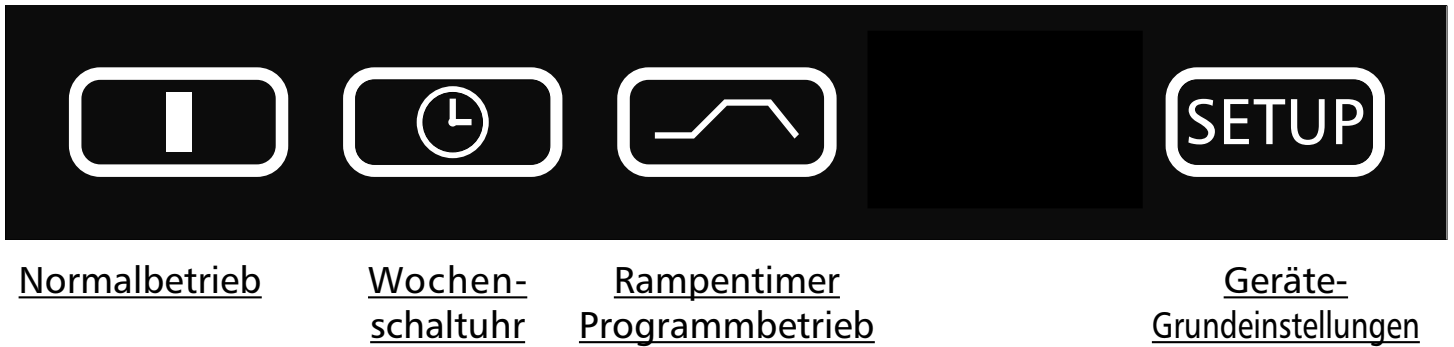 SETUP
Normalbetrieb
Wochen-
schaltuhr
Rampentimer
Programmbetrieb
Geräte-
Grundeinstellungen